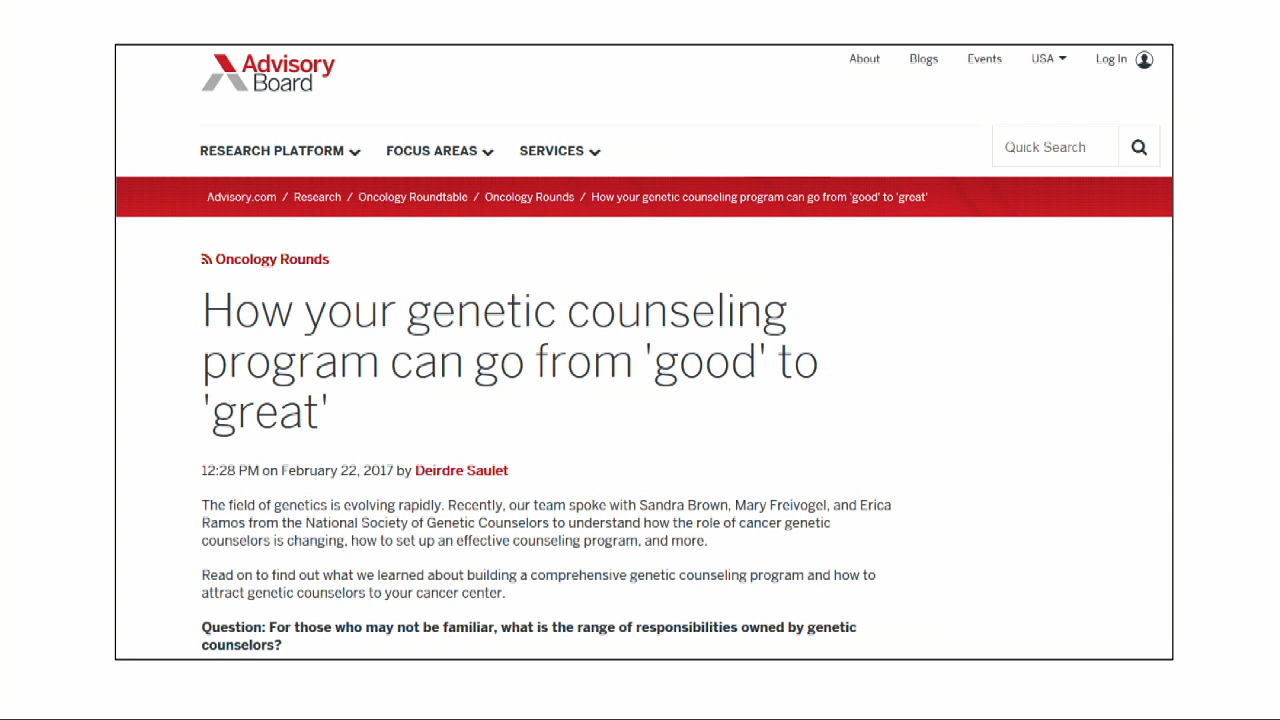 Advisory
Board
About Blogs Events USA Log In
RESEARCH PLATFORM FOCUS AREAS SERVICES
Quick Search
Advisory.com / Research / Oncology Roundtable / Oncology Rounds / How your genetic counseling program can go from 'good' to 'great'
Oncology Rounds
How your genetic counseling
program can go from 'good' to
'great'
12:28 PM on February 22, 2017 by Deirdre Saulet
The field of genetics is evolving rapidly. Recently, our team spoke with Sandra Brown, Mary Freivogel, and Erica
Ramos from the National Society of Genetic Counselors to understand how the role of cancer genetic
counselors is changing, how to set up an effective counseling program, and more.
Read on to find out what we learned about building a comprehensive genetic counseling program and how to
attract genetic counselors to your cancer center.
Question: For those who may not be familiar, what is the range of responsibilities owned by genetic
counselors?